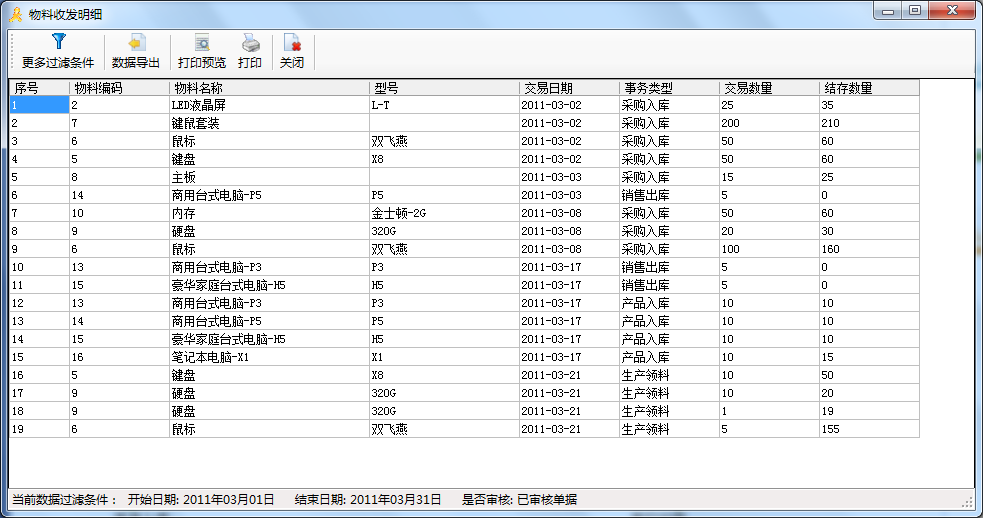 物料收发明细
更多过滤条件 数据导出 打印预览 打印 关闭
序号 物料编码 物料名称 型号 交易日期 事务类型 交易数量 结存数量
1 2 LED液晶屏 L-T 2011-03-02 采购入库 25 35
2 7 键鼠套装 2011-03-02 采购入库 200 210
3 6 鼠标 双飞燕 2011-03-02 采购入库 50 60
4 5 键盘 X8 2011-03-02 采购入库 50 60
5 8 主板 2011-03-03 采购入库 15 25
6 14 商用台式电脑-P5 P5 2011-03-03 销售出库 5 0
7 10 内存 金士顿-2G 2011-03-08 采购入库 50 60
8 9 硬盘 320G 2011-03-08 采购入库 20 30
9 6 鼠标 双飞燕 2011-03-08 采购入库 100 160
10 13 商用台式电脑-P3 P3 2011-03-17 销售出库 5 0
11 15 豪华家庭台式电脑-H5 H5 2011-03-17 销售出库 5 0
12 13 商用台式电脑-P3 P3 2011-03-17 产品入库 10 10
13 14 商用台式电脑-P5 P5 2011-03-17 产品入库 10 10
14 15 豪华家庭台式电脑-H5 H5 2011-03-17 产品入库 10 10
15 16 笔记本电脑-X1 X1 2011-03-17 产品入库 10 15
16 5 键盘 X8 2011-03-21 生产领料 10 50
17 9 硬盘 320G 2011-03-21 生产领料 10 20
18 9 硬盘 320G 2011-03-21 生产领料 1 19
19 6 鼠标 双飞燕 2011-03-21 生产领料 5 155
当前数据过滤条件： 开始日期: 2011年03月01日 结束日期: 2011年03月31日 是否审核: 已审核单据